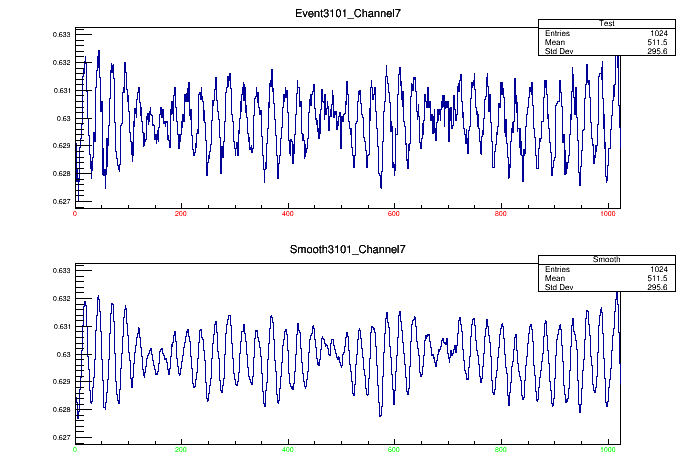 Event3101_Channel7
Test
Entries 1024
Mean 511.5
Std Dev 295.6
0.633
0.632
0.631
0.63
0.629
0.628
0.627
0 200 400 600 800 1000
Smooth3101_Channel7
Smooth
Entries 1024
Mean 511.5
Std Dev 295.6
0.633
0.632
0.631
0.63
0.629
0.628
0.627
0 200 400 600 800 1000